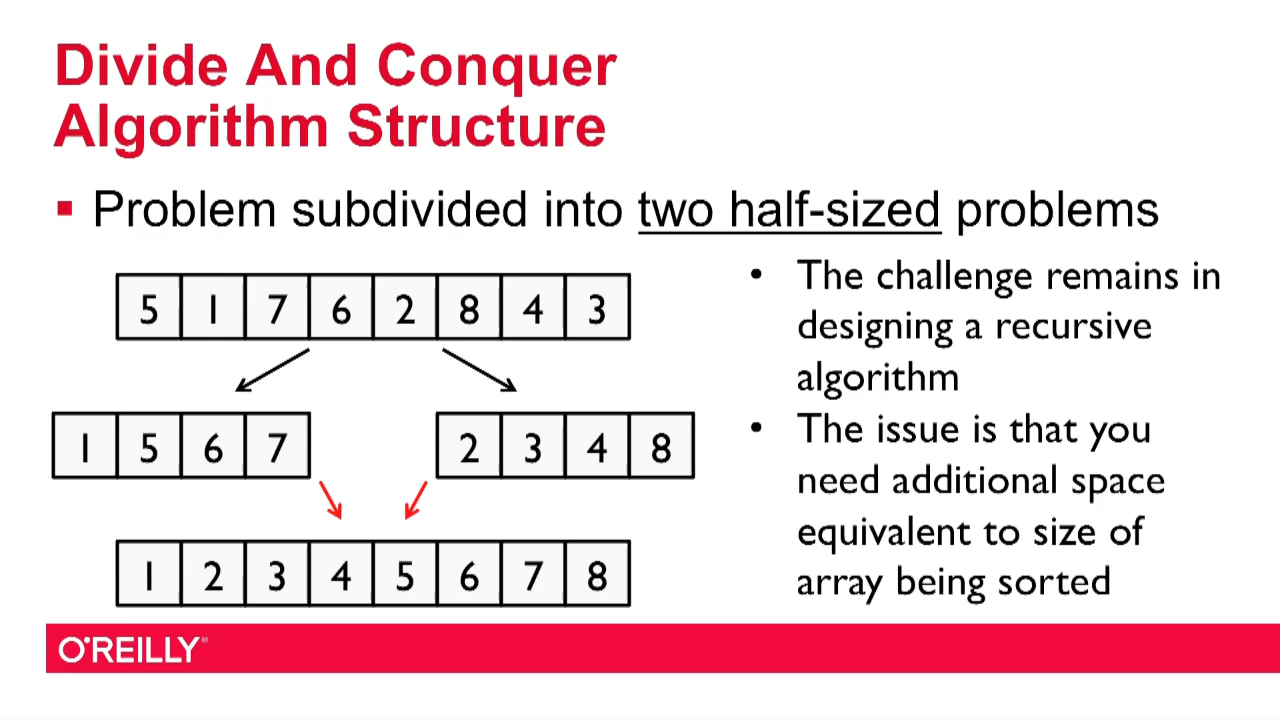 Divide And Conquer
Algorithm Structure
▪ Problem subdivided into two half-sized problems
5 1 7 6 2 8 4 3
1 5 6 7
2 3 4 8
1 2 3 4 5 6 7 8
• The challenge remains in
designing a recursive
algorithm
• The issue is that you
need additional space
equivalent to size of
array being sorted
O'REILLY™